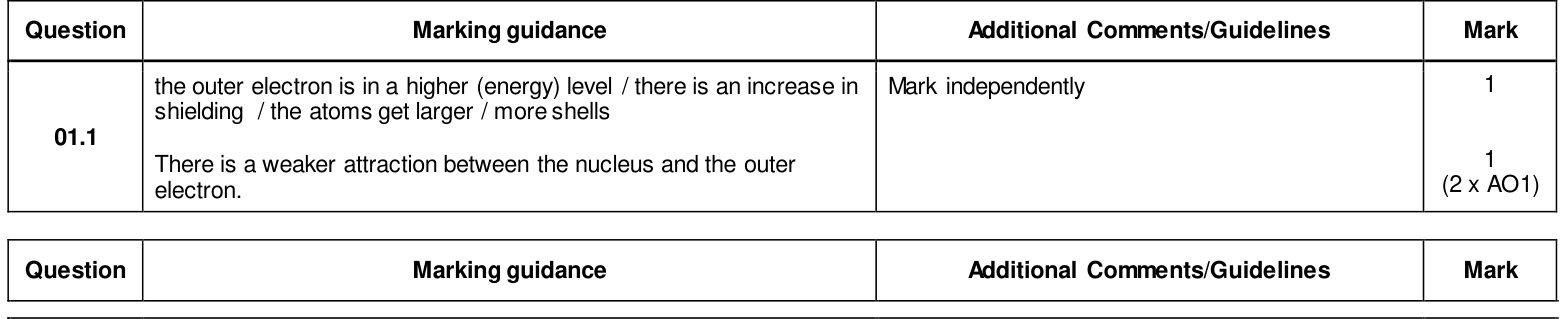 Question Marking guidance Additional Comments/Guidelines Mark
01.1
the outer electron is in a higher (energy) level / there is an increase in
shielding / the atoms get larger / more shells
There is a weaker attraction between the nucleus and the outer
electron.
Mark independently
1
1
(2 x AO1)
Question Marking guidance Additional Comments/Guidelines Mark